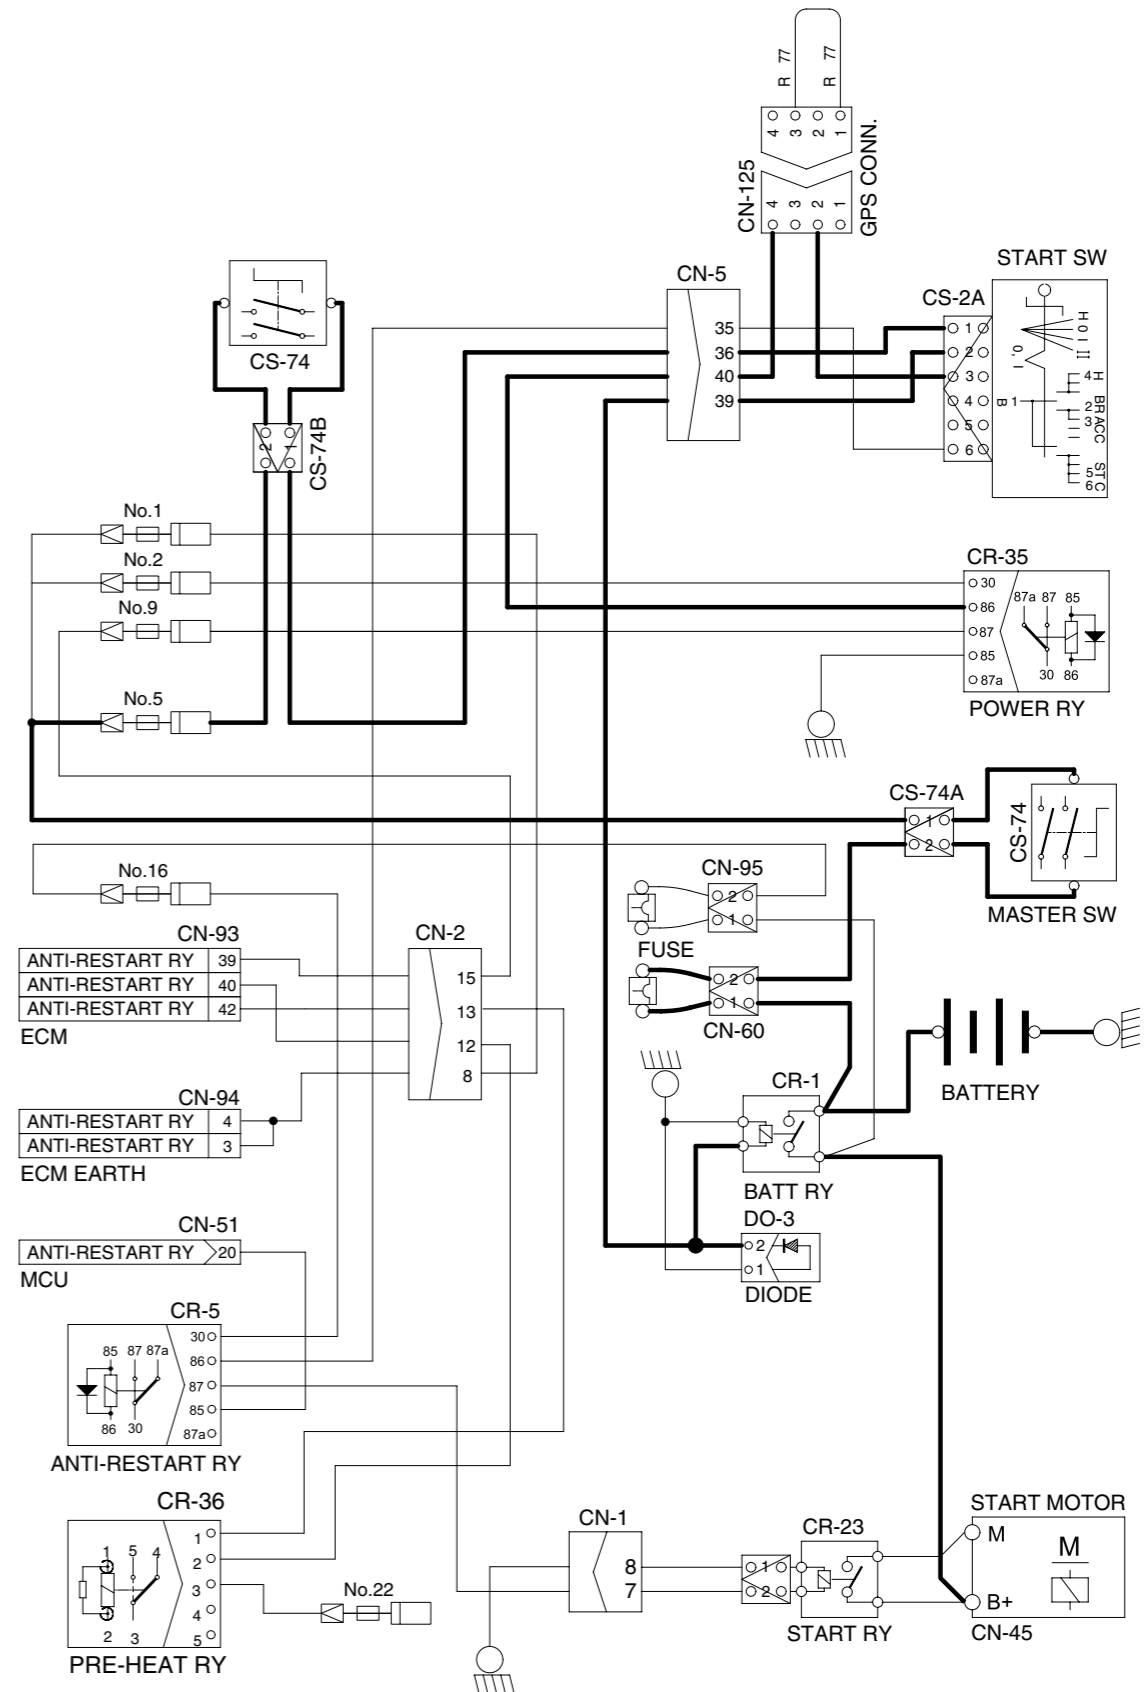 R 77
R 77
4 3 2 1
CN-125
4 3 2 1
GPS CONN.
START SW
CN-5
CS-2A
35
36
40
39
1
2
3
4
5
6
H 0 I II
0, I
B 1
4 H
B
2 R
3 ACC
5 ST
6 C
CS-74
2 1
CS-74B
No.1
No.2
No.9
No.5
CR-35
30
86
87
85
87a
87a 87 85
30 86
POWER RY
CS-74A
1
2
CS-74
MASTER SW
No.16
CN-95
2
1
FUSE
2
1
CN-60
CN-93
ANTI-RESTART RY 39
ANTI-RESTART RY 40
ANTI-RESTART RY 42
ECM
CN-2
15
13
12
8
BATTERY
CR-1
BATT RY
CN-94
ANTI-RESTART RY 4
ANTI-RESTART RY 3
ECM EARTH
DO-3
2
1
DIODE
CN-51
ANTI-RESTART RY 20
MCU
CR-5
30
86
87
85
87a
85 87 87a
86 30
ANTI-RESTART RY
CR-36
1
2
3
4
5
1 5 4
2 3
PRE-HEAT RY
No.22
CN-1
8
7
1
2
CR-23
START RY
START MOTOR
M
M
B+
CN-45